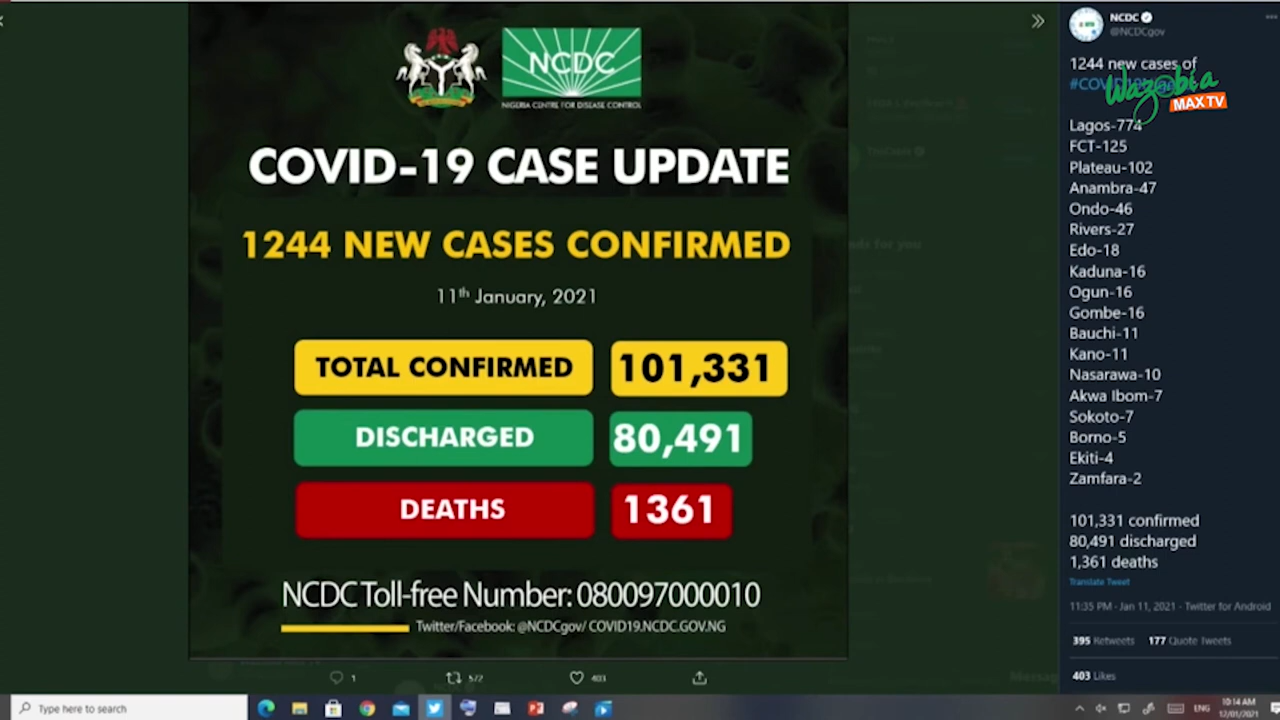 NCDC
NIGERIA CENTRE FOR DISEASE CONTROL
COVID-19 CASE UPDATE
1244 NEW CASES CONFIRMED
11th January, 2021
TOTAL CONFIRMED 101,331
DISCHARGED 80,491
DEATHS 1361
NCDC Toll-free Number: 080097000010
Twitter/Facebook: @NCDCgov/ COVID19.NCDC.GOV.NG
1 572 403
NCDC
@NCDCgov
1244 new cases of
Wazobia
MAX TV
Lagos-774
FCT-125
Plateau-102
Anambra-47
Ondo-46
Rivers-27
Edo-18
Kaduna-16
Ogun-16
Gombe-16
Bauchi-11
Kano-11
Nasarawa-10
Akwa Ibom-7
Sokoto-7
Borno-5
Ekiti-4
Zamfara-2
101,331 confirmed
80,491 discharged
1,361 deaths
Translate Tweet
11:35 PM · Jan 11, 2021 · Twitter for Android
395 Retweets 177 Quote Tweets
403 Likes
Type here to search
ENG
10:14 AM
12/01/2021